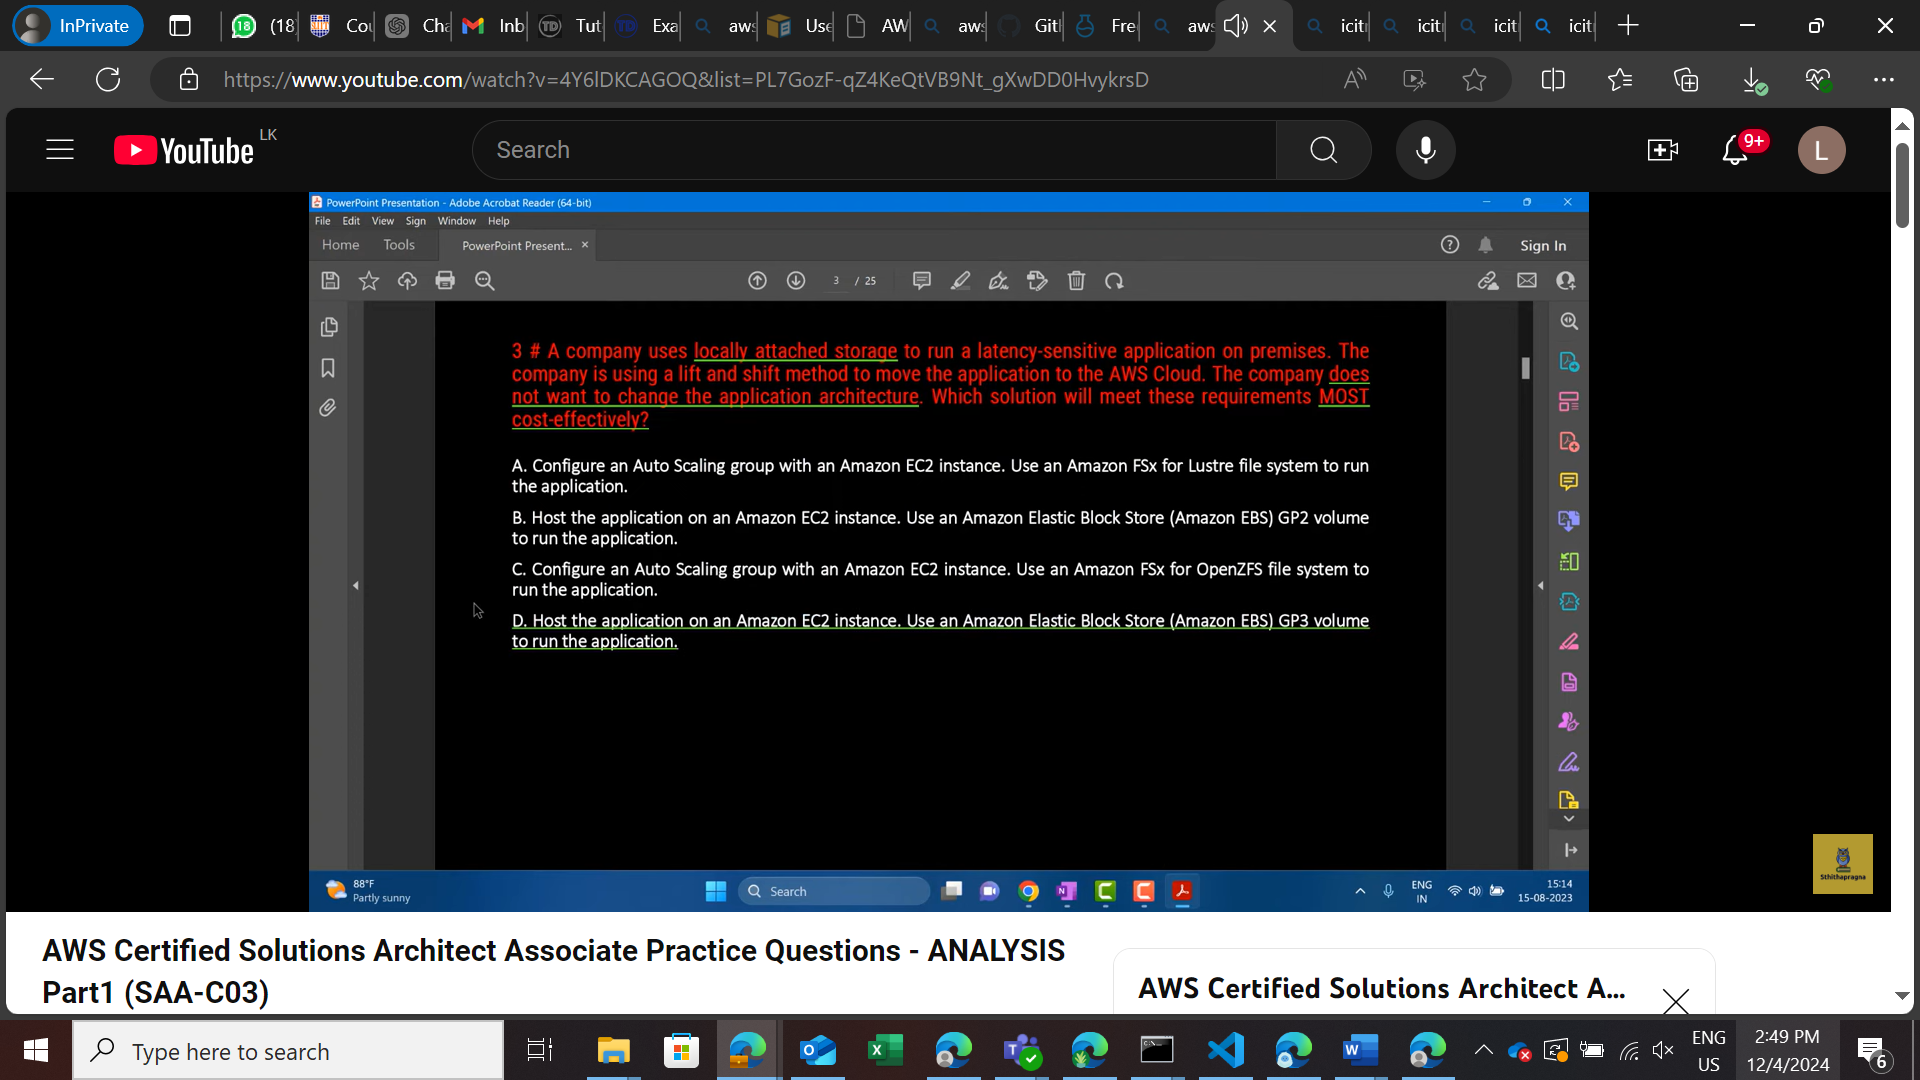 InPrivate
18
(18
Cou
Cha
Inb
Tut
Exa
aws
Use
AW
aws
Gitl
Fre
aws
icit
icit
icit
icit
https://www.youtube.com/watch?v=4Y6lDKCAGOQ&list=PL7GozF-qZ4KeQtVB9Nt_gXwDD0HvykrsD
YouTube LK
Search
9+
L
PowerPoint Presentation - Adobe Acrobat Reader (64-bit)
File Edit View Sign Window Help
Home Tools PowerPoint Present... × Sign In
3 / 25
3 # A company uses locally attached storage to run a latency-sensitive application on premises. The
company is using a lift and shift method to move the application to the AWS Cloud. The company does
not want to change the application architecture. Which solution will meet these requirements MOST
cost-effectively?
A. Configure an Auto Scaling group with an Amazon EC2 instance. Use an Amazon FSx for Lustre file system to run
the application.
B. Host the application on an Amazon EC2 instance. Use an Amazon Elastic Block Store (Amazon EBS) GP2 volume
to run the application.
C. Configure an Auto Scaling group with an Amazon EC2 instance. Use an Amazon FSx for OpenZFS file system to
run the application.
D. Host the application on an Amazon EC2 instance. Use an Amazon Elastic Block Store (Amazon EBS) GP3 volume
to run the application.
Sthithapragna
88°F
Partly sunny
Search
ENG
IN
15:14
15-08-2023
AWS Certified Solutions Architect Associate Practice Questions - ANALYSIS
Part1 (SAA-C03)
AWS Certified Solutions Architect A...
Type here to search
ENG
US
2:49 PM
12/4/2024
6